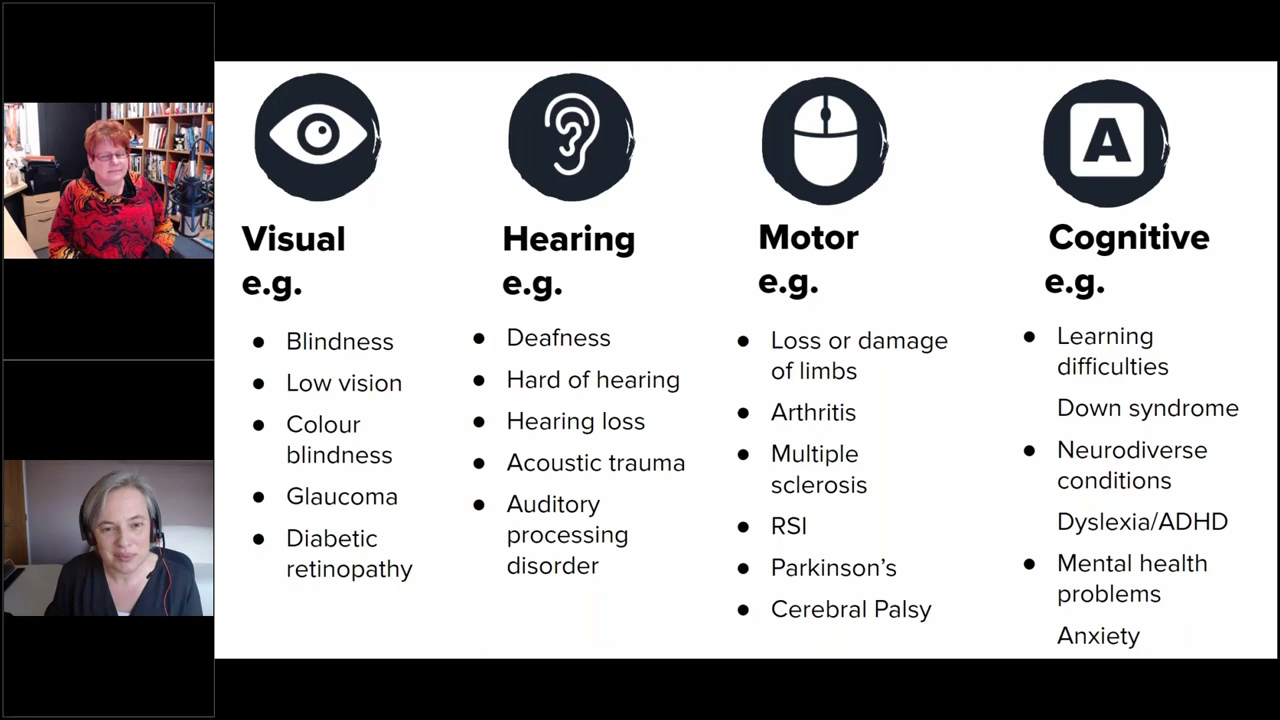 Visual
e.g.
Blindness
Low vision
Colour
blindness
Glaucoma
Diabetic
retinopathy
Hearing
e.g.
Deafness
Hard of hearing
Hearing loss
Acoustic trauma
Auditory
processing
disorder
Motor
e.g.
Loss or damage
of limbs
Arthritis
Multiple
sclerosis
RSI
Parkinson’s
Cerebral Palsy
A
Cognitive
e.g.
Learning
difficulties
Down syndrome
Neurodiverse
conditions
Dyslexia/ADHD
Mental health
problems
Anxiety